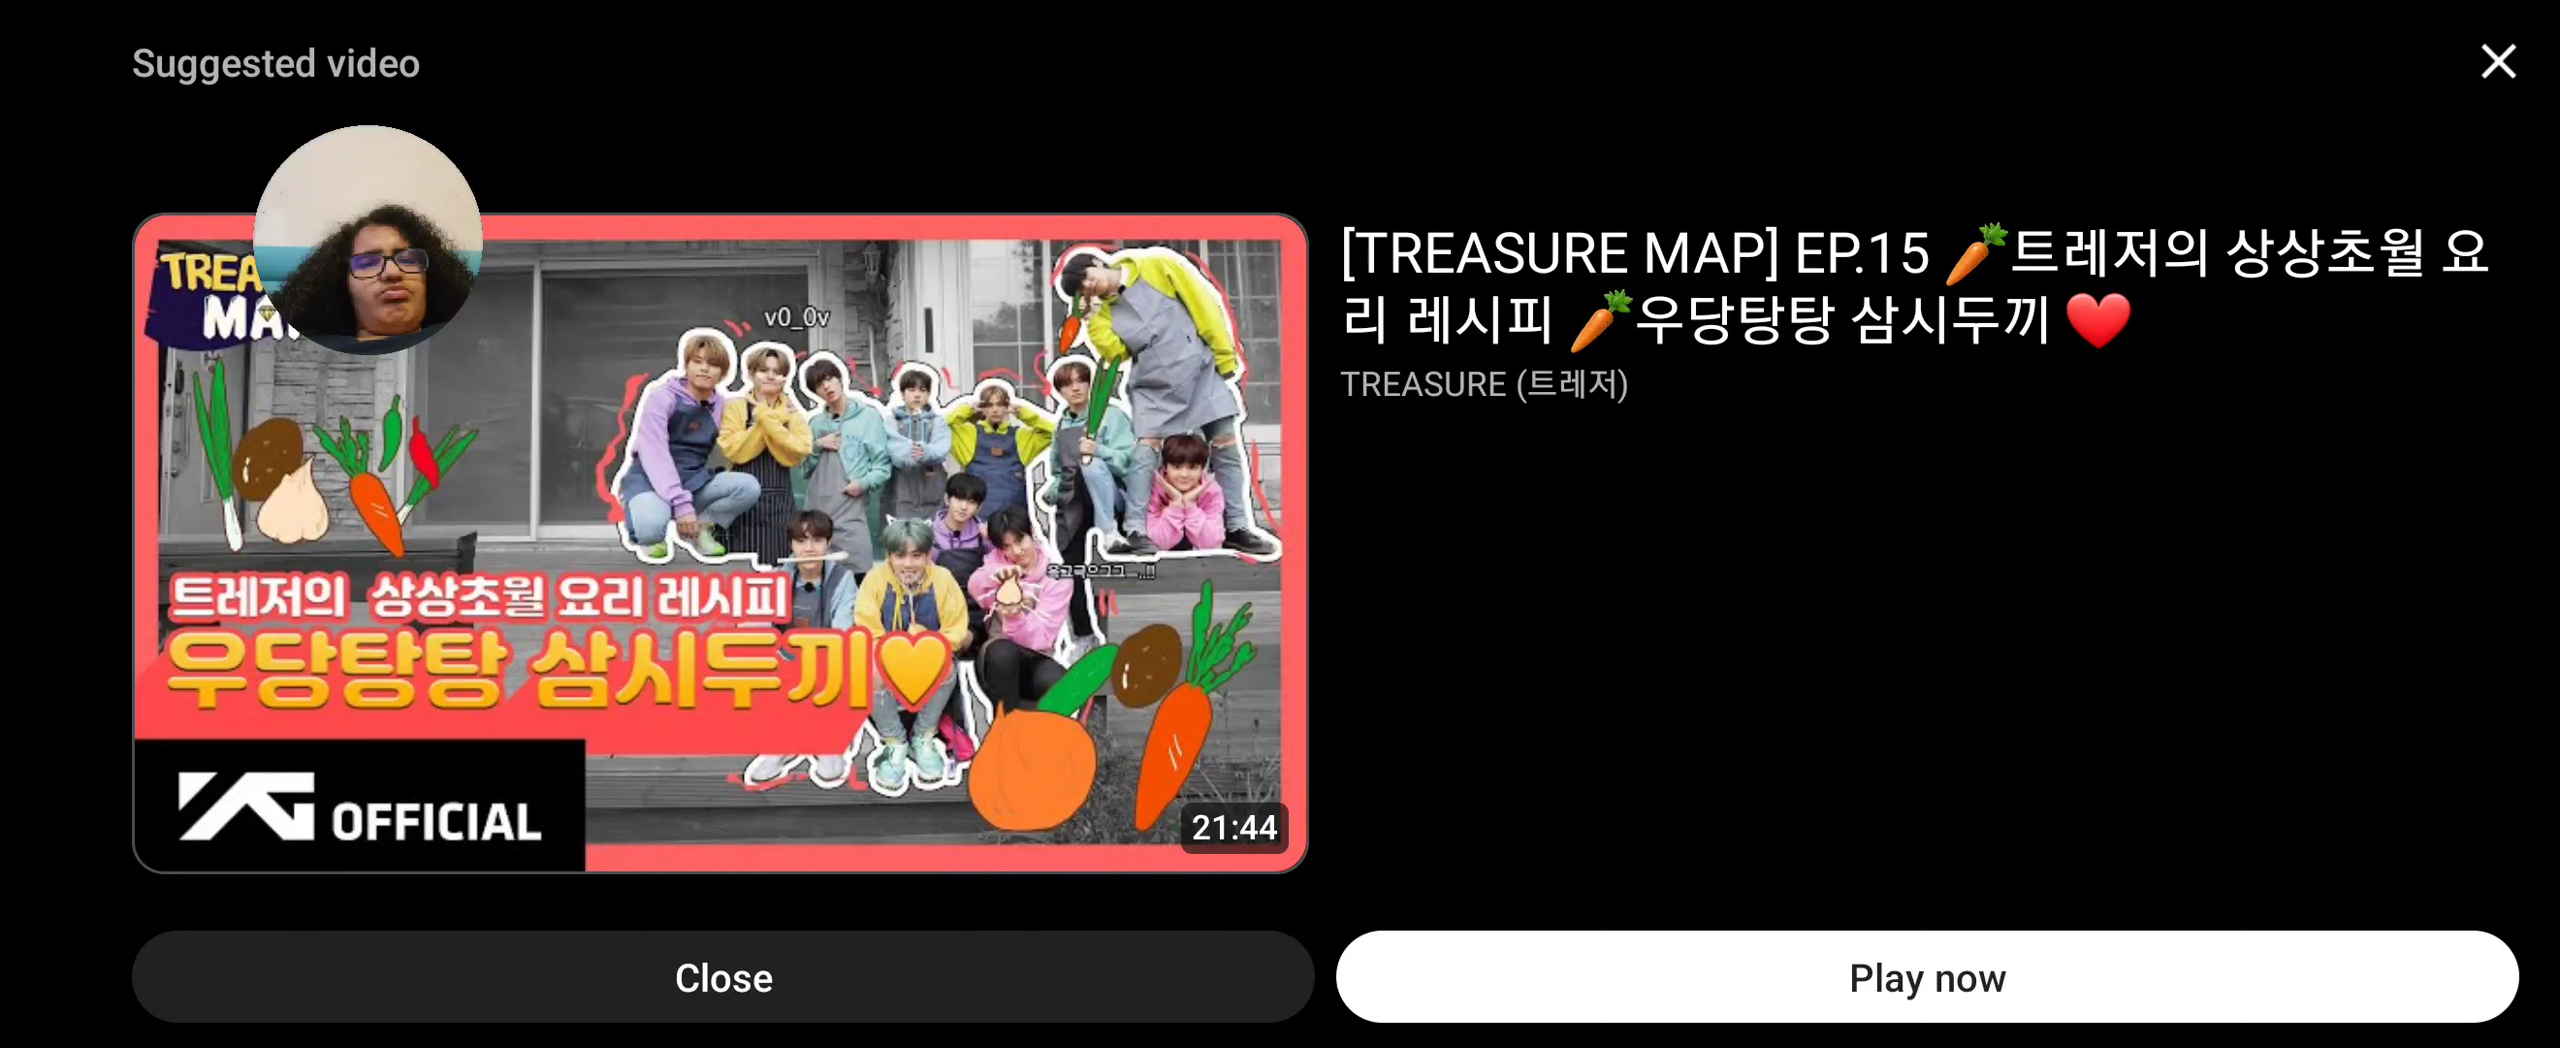 Suggested video
[TREASURE MAP] EP.15 🥕트레저의 상상초월 요
리 레시피 🥕우당탕탕 삼시두끼 ❤️
TREASURE (트레저)
v0_0v
트레저의 상상초월 요리 레시피
우당탕탕 삼시두끼♥
YG OFFICIAL
21:44
Close
Play now